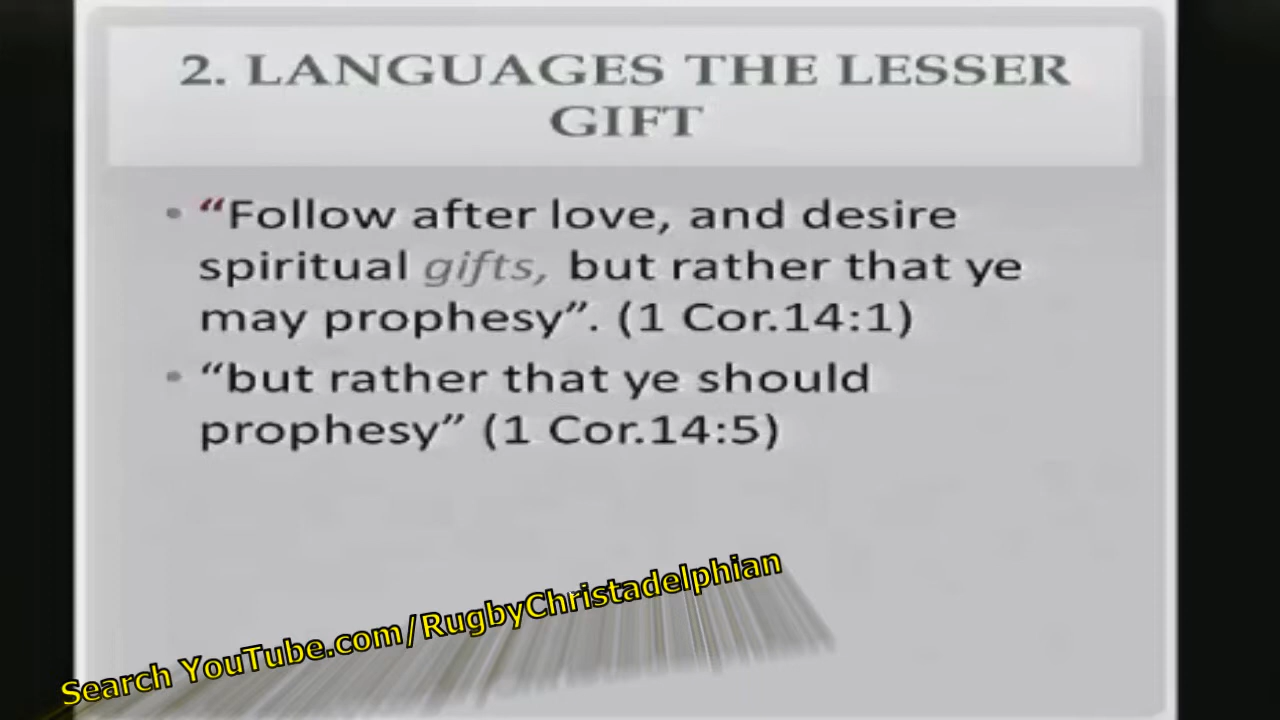 2. LANGUAGES THE LESSER
GIFT
• “Follow after love, and desire
spiritual gifts, but rather that ye
may prophesy”. (1 Cor.14:1)
• “but rather that ye should
prophesy” (1 Cor.14:5)
Search YouTube.com/RugbyChristadelphian